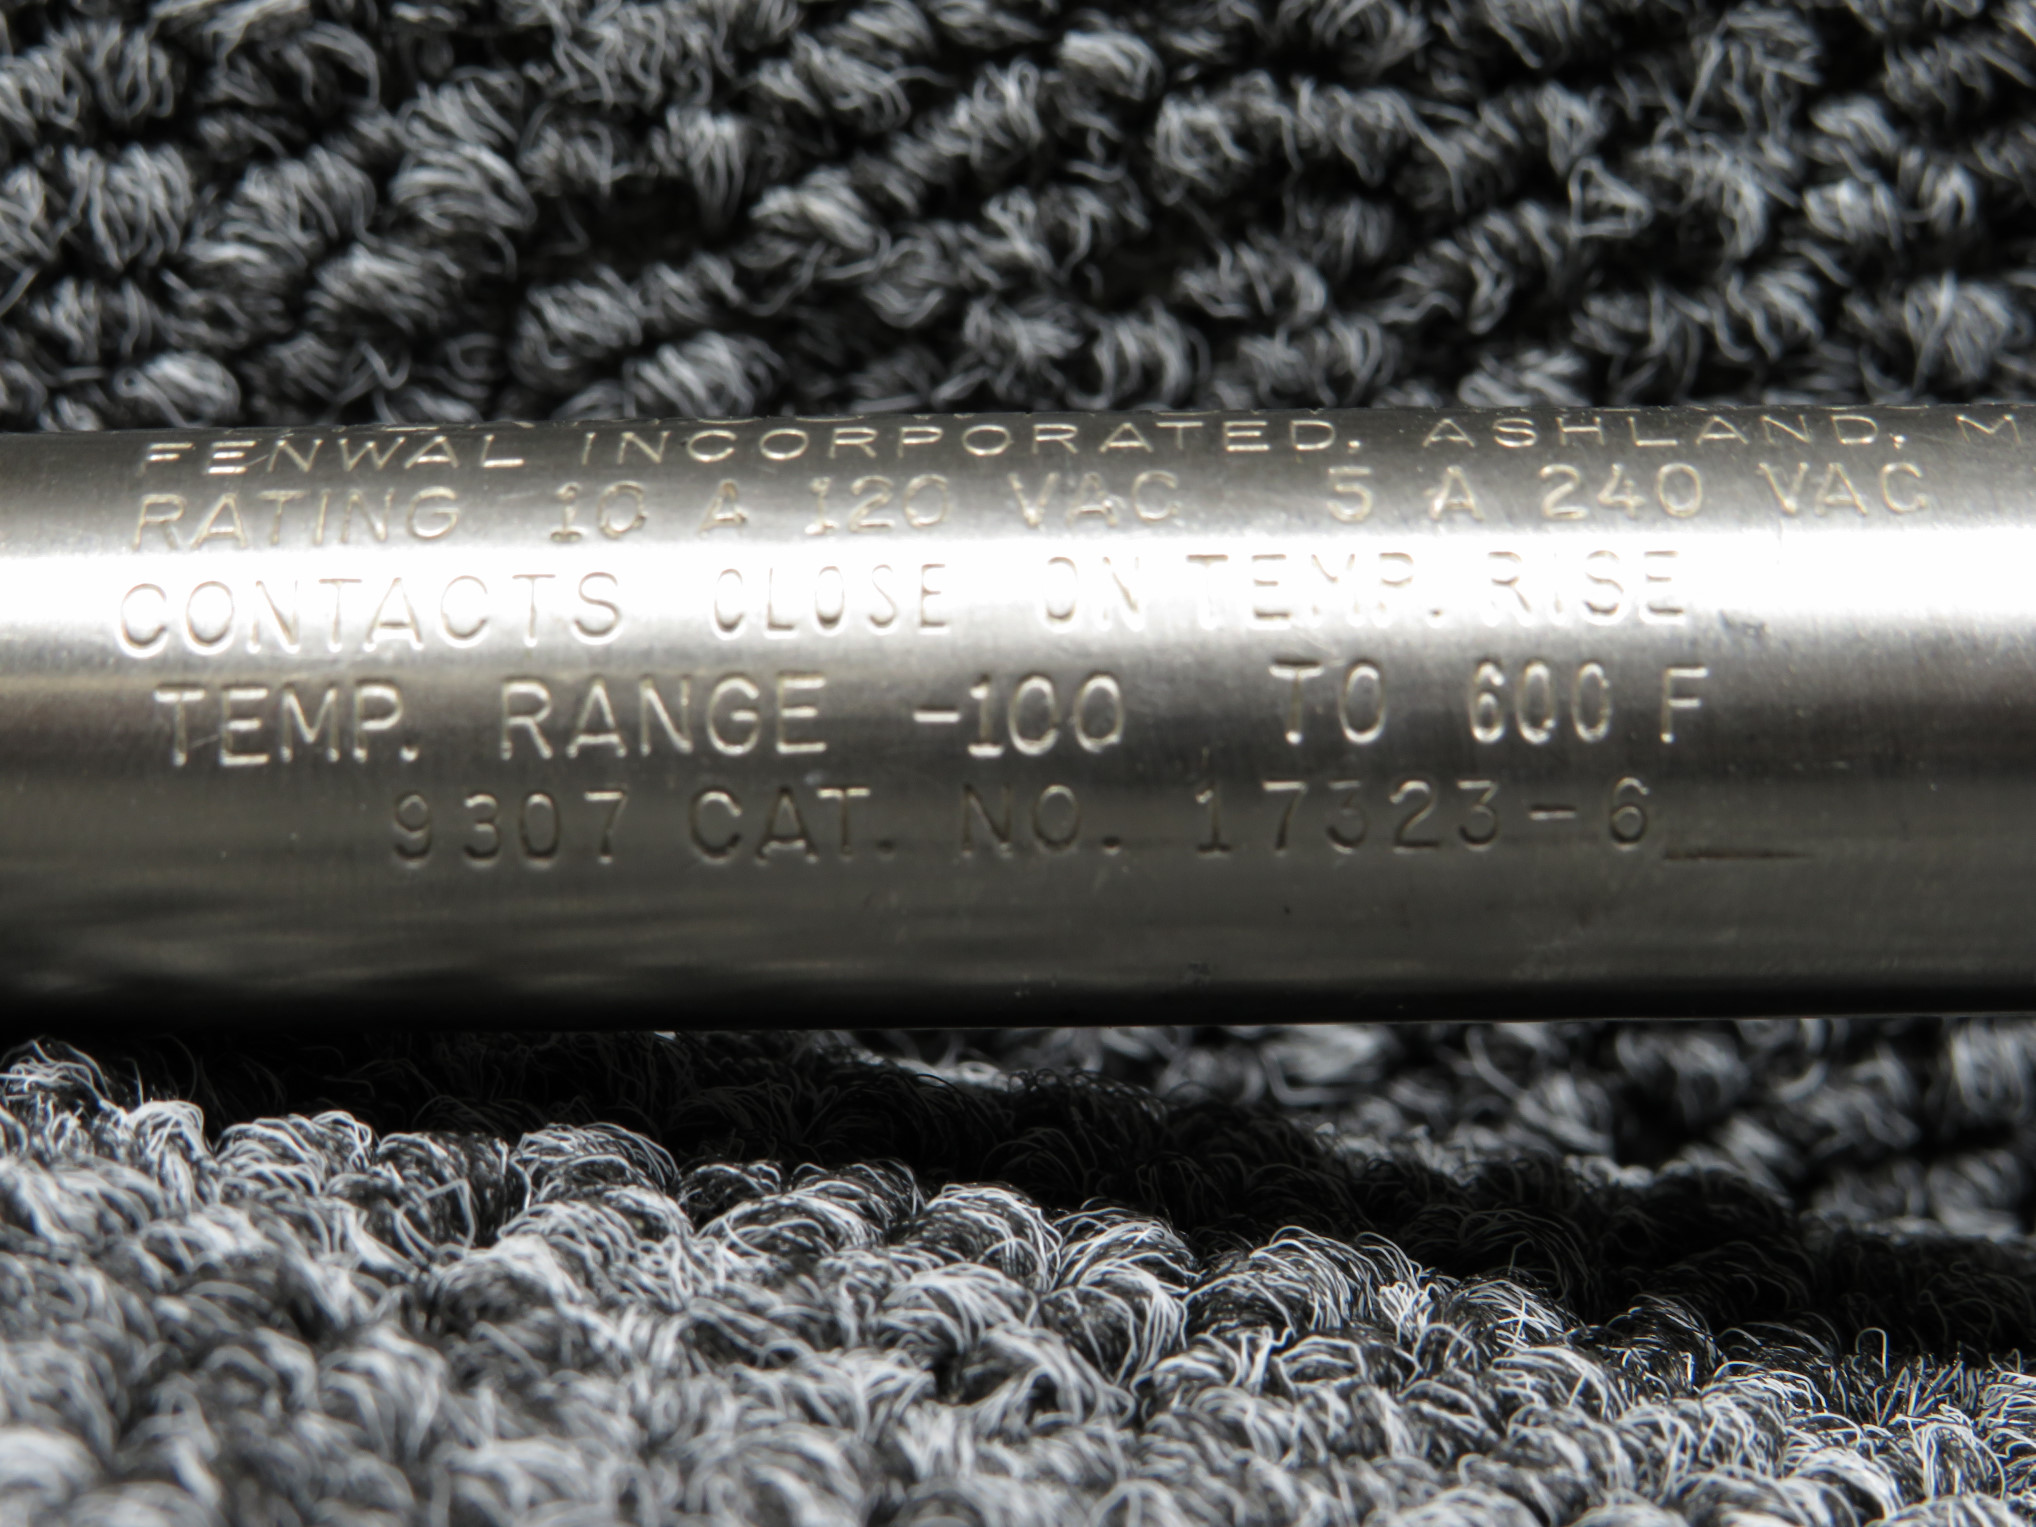 FENWAL INCORPORATED, ASHLAND, M
RATING 10 A 120 VAC 5 A 240 VAC
CONTACTS CLOSE ON TEMP. RISE
TEMP. RANGE -100 TO 600 F
9307 CAT. NO. 17323-6__